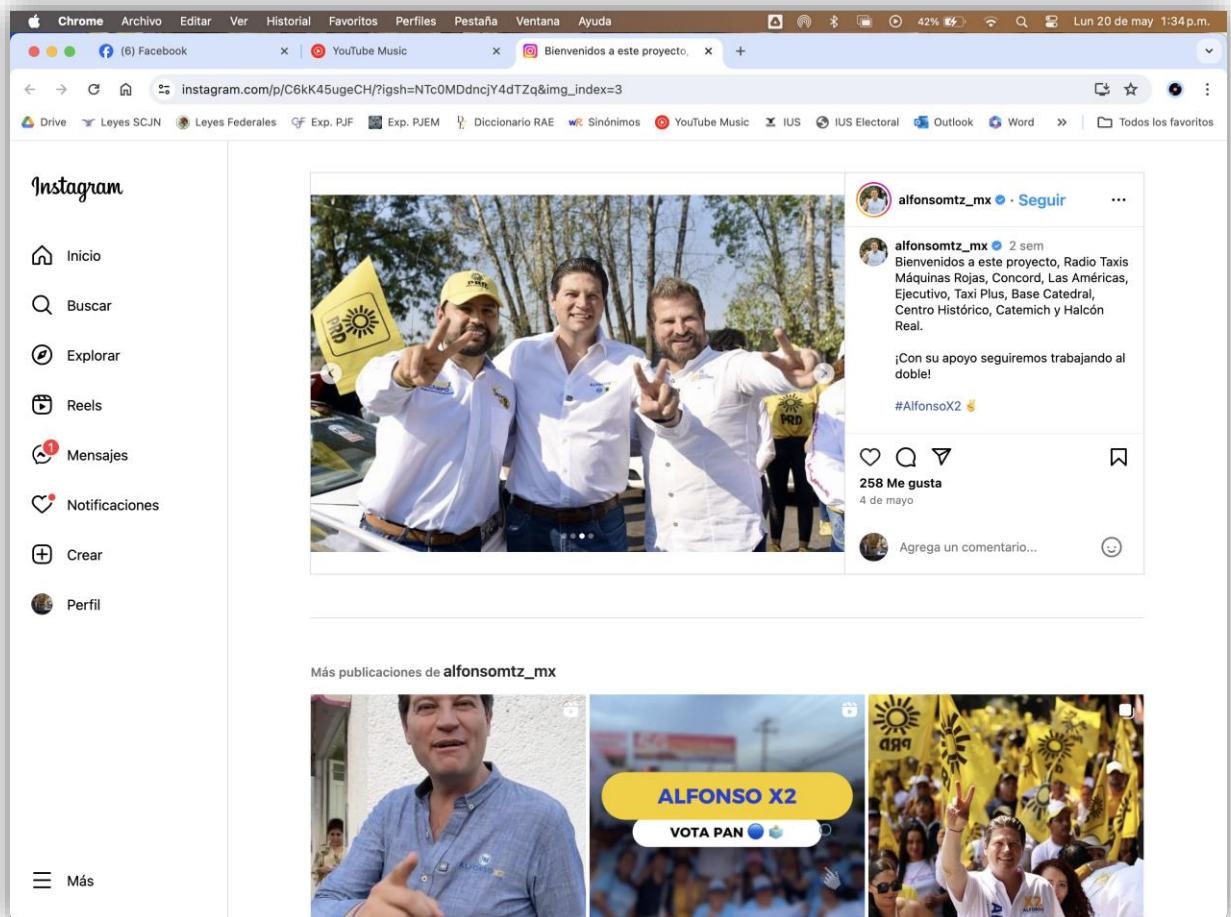 Chrome Archivo Editar Ver Historial Favoritos Perfiles Pestaña Ventana Ayuda 42% Lun 20 de may 1:34 p.m.
(6) Facebook YouTube Music Bienvenidos a este proyecto,
instagram.com/p/C6kK45ugeCH/?igsh=NTc0MDdncjY4dTZq&img_index=3
Drive Leyes SCJN Leyes Federales Exp. PJF Exp. PJEM Diccionario RAE Sinónimos YouTube Music IUS IUS Electoral Outlook Word » Todos los favoritos
Instagram
Inicio
Buscar
Explorar
Reels
1
Mensajes
Notificaciones
Crear
Perfil
Más
PRD
PRD
PRD
alfonsomtz_mx · Seguir
alfonsomtz_mx 2 sem
Bienvenidos a este proyecto, Radio Taxis
Máquinas Rojas, Concord, Las Américas,
Ejecutivo, Taxi Plus, Base Catedral,
Centro Histórico, Catemich y Halcón
Real.
¡Con su apoyo seguiremos trabajando al
doble!
#AlfonsoX2 ✌️
258 Me gusta
4 de mayo
Agrega un comentario...
Más publicaciones de alfonsomtz_mx
ALFONSO X2
ALFONSO X2
VOTA PAN 🔵 🗳️
PRD
X2
ALFONSO